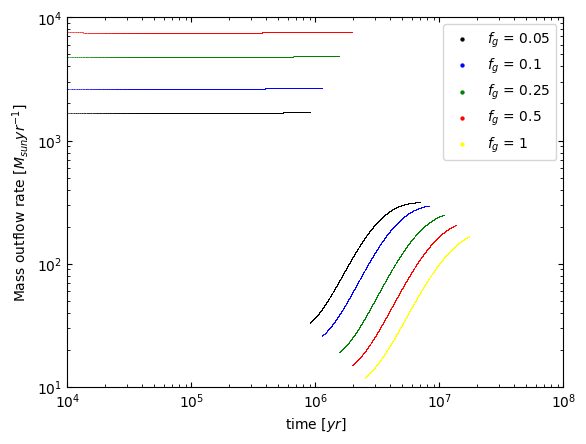 10^4
10^3
10^2
10^1
Mass outflow rate [M_{sun}yr^{-1}]
f_g = 0.05
f_g = 0.1
f_g = 0.25
f_g = 0.5
f_g = 1
10^4 10^5 10^6 10^7 10^8
time [yr]